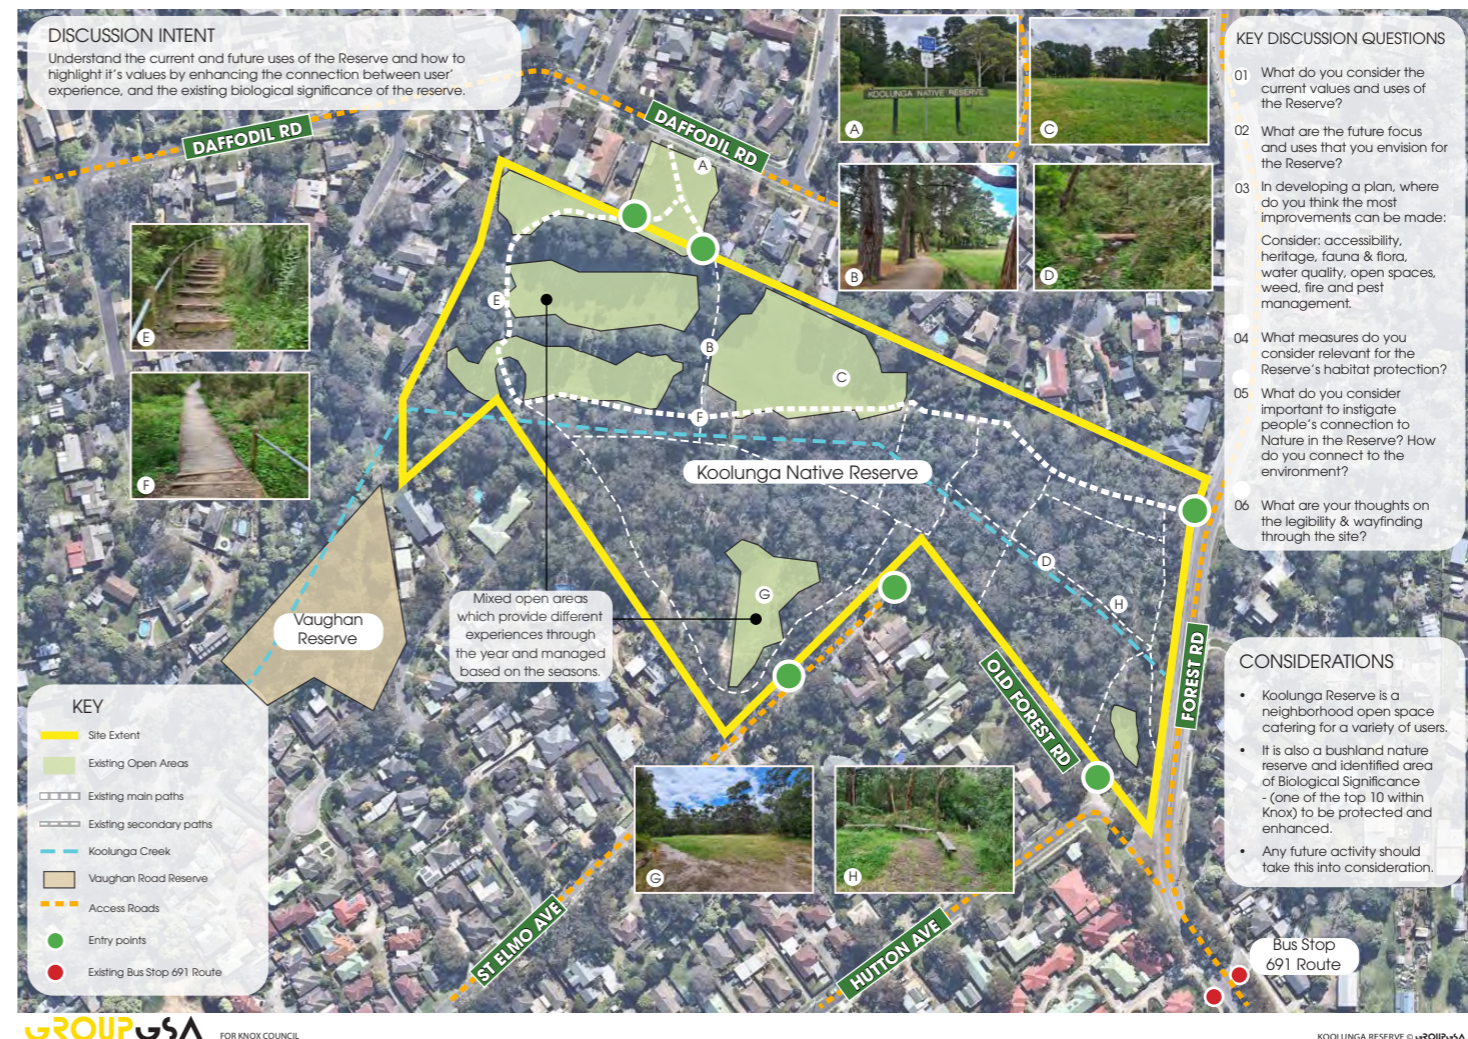 DISCUSSION INTENT
Understand the current and future uses of the Reserve and how to
highlight it's values by enhancing the connection between user'
experience, and the existing biological significance of the reserve.
DAFFODIL RD
DAFFODIL RD
A
KOOLUNGA NATIVE RESERVE
A
C
B
D
E
F
E
B
C
F
Koolunga Native Reserve
G
D
H
Mixed open areas
which provide different
experiences through
the year and managed
based on the seasons.
Vaughan
Reserve
OLD FOREST RD
FOREST RD
G
H
ST ELMO AVE
HUTTON AVE
Bus Stop
691 Route
KEY
Site Extent
Existing Open Areas
Existing main paths
Existing secondary paths
Koolunga Creek
Vaughan Road Reserve
Access Roads
Entry points
Existing Bus Stop 691 Route
KEY DISCUSSION QUESTIONS
01 What do you consider the
current values and uses of
the Reserve?
02 What are the future focus
and uses that you envision for
the Reserve?
03 In developing a plan, where
do you think the most
improvements can be made:
Consider: accessibility,
heritage, fauna & flora,
water quality, open spaces,
weed, fire and pest
management.
04 What measures do you
consider relevant for the
Reserve's habitat protection?
05 What do you consider
important to instigate
people's connection to
Nature in the Reserve? How
do you connect to the
environment?
06 What are your thoughts on
the legibility & wayfinding
through the site?
CONSIDERATIONS
• Koolunga Reserve is a
neighborhood open space
catering for a variety of users.
• It is also a bushland nature
reserve and identified area
of Biological Significance
- (one of the top 10 within
Knox) to be protected and
enhanced.
• Any future activity should
take this into consideration.
GROUPGSA
FOR KNOX COUNCIL
KOOLUNGA RESERVE © GROUPGSA